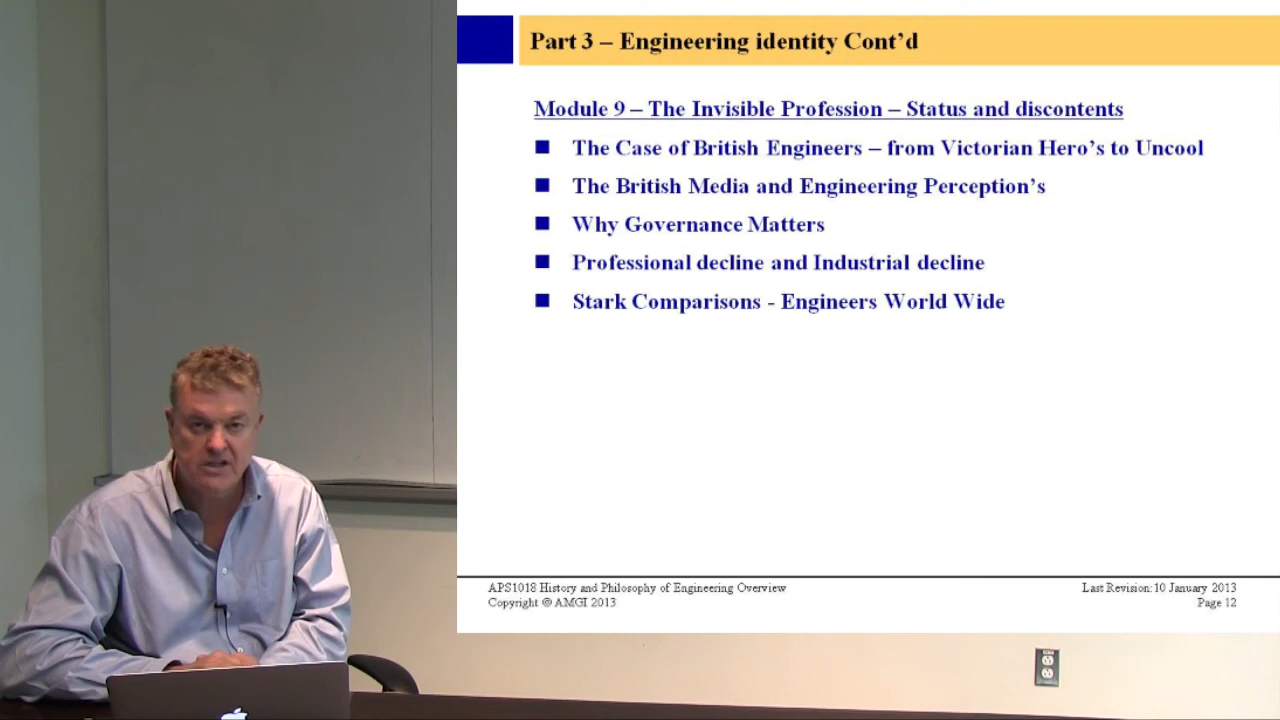 Part 3 – Engineering identity Cont’d
Module 9 – The Invisible Profession – Status and discontents
The Case of British Engineers – from Victorian Hero’s to Uncool
The British Media and Engineering Perception’s
Why Governance Matters
Professional decline and Industrial decline
Stark Comparisons - Engineers World Wide
APS1018 History and Philosophy of Engineering Overview
Copyright © AMGI 2013
Last Revision: 10 January 2013
Page 12